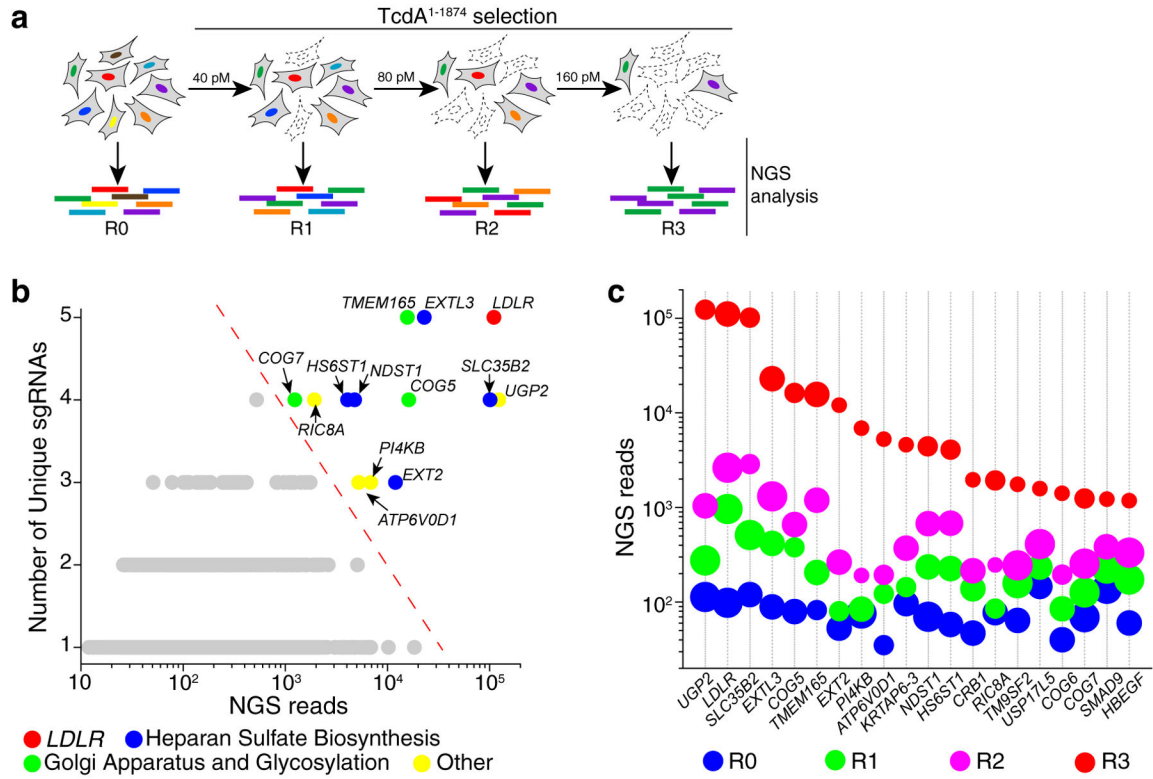 a
TcdA1-1874 selection
40 pM
80 pM
160 pM
R0
R1
R2
R3
NGS
analysis
b
Number of Unique sgRNAs
5
4
3
2
1
TMEM165
EXTL3
LDLR
COG7
HS6ST1
NDST1
COG5
SLC35B2
UGP2
RIC8A
PI4KB
EXT2
ATP6V0D1
10
10²
10³
10⁴
10⁵
NGS reads
LDLR
Heparan Sulfate Biosynthesis
Golgi Apparatus and Glycosylation
Other
c
NGS reads
10⁵
10⁴
10³
10²
UGP2
LDLR
SLC35B2
EXTL3
COG5
TMEM165
EXT2
PI4KB
ATP6V0D1
KRTAP6-3
NDST1
HS6ST1
CRB1
RIC8A
TM9SF2
USP17L5
COG6
COG7
SMAD9
HBEGF
R0
R1
R2
R3